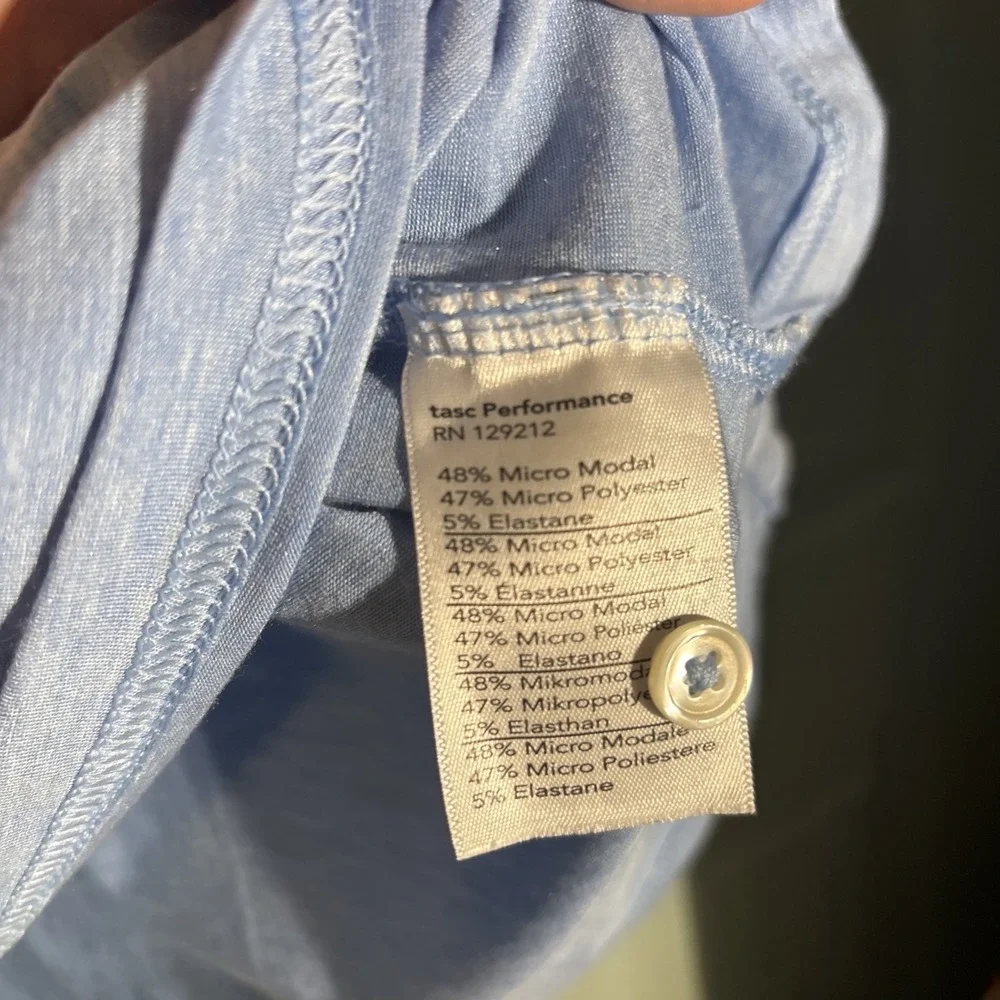 tasc Performance
RN 129212
48% Micro Modal
47% Micro Polyester
5% Elastane
48% Micro Modal
47% Micro Polyester
5% Elastanne
48% Micro Modal
47% Micro Poliéster
5% Elastano
48%
47%
5% Elasthan
48% Micro Modale
47% Micro Poliestere
5% Elastane